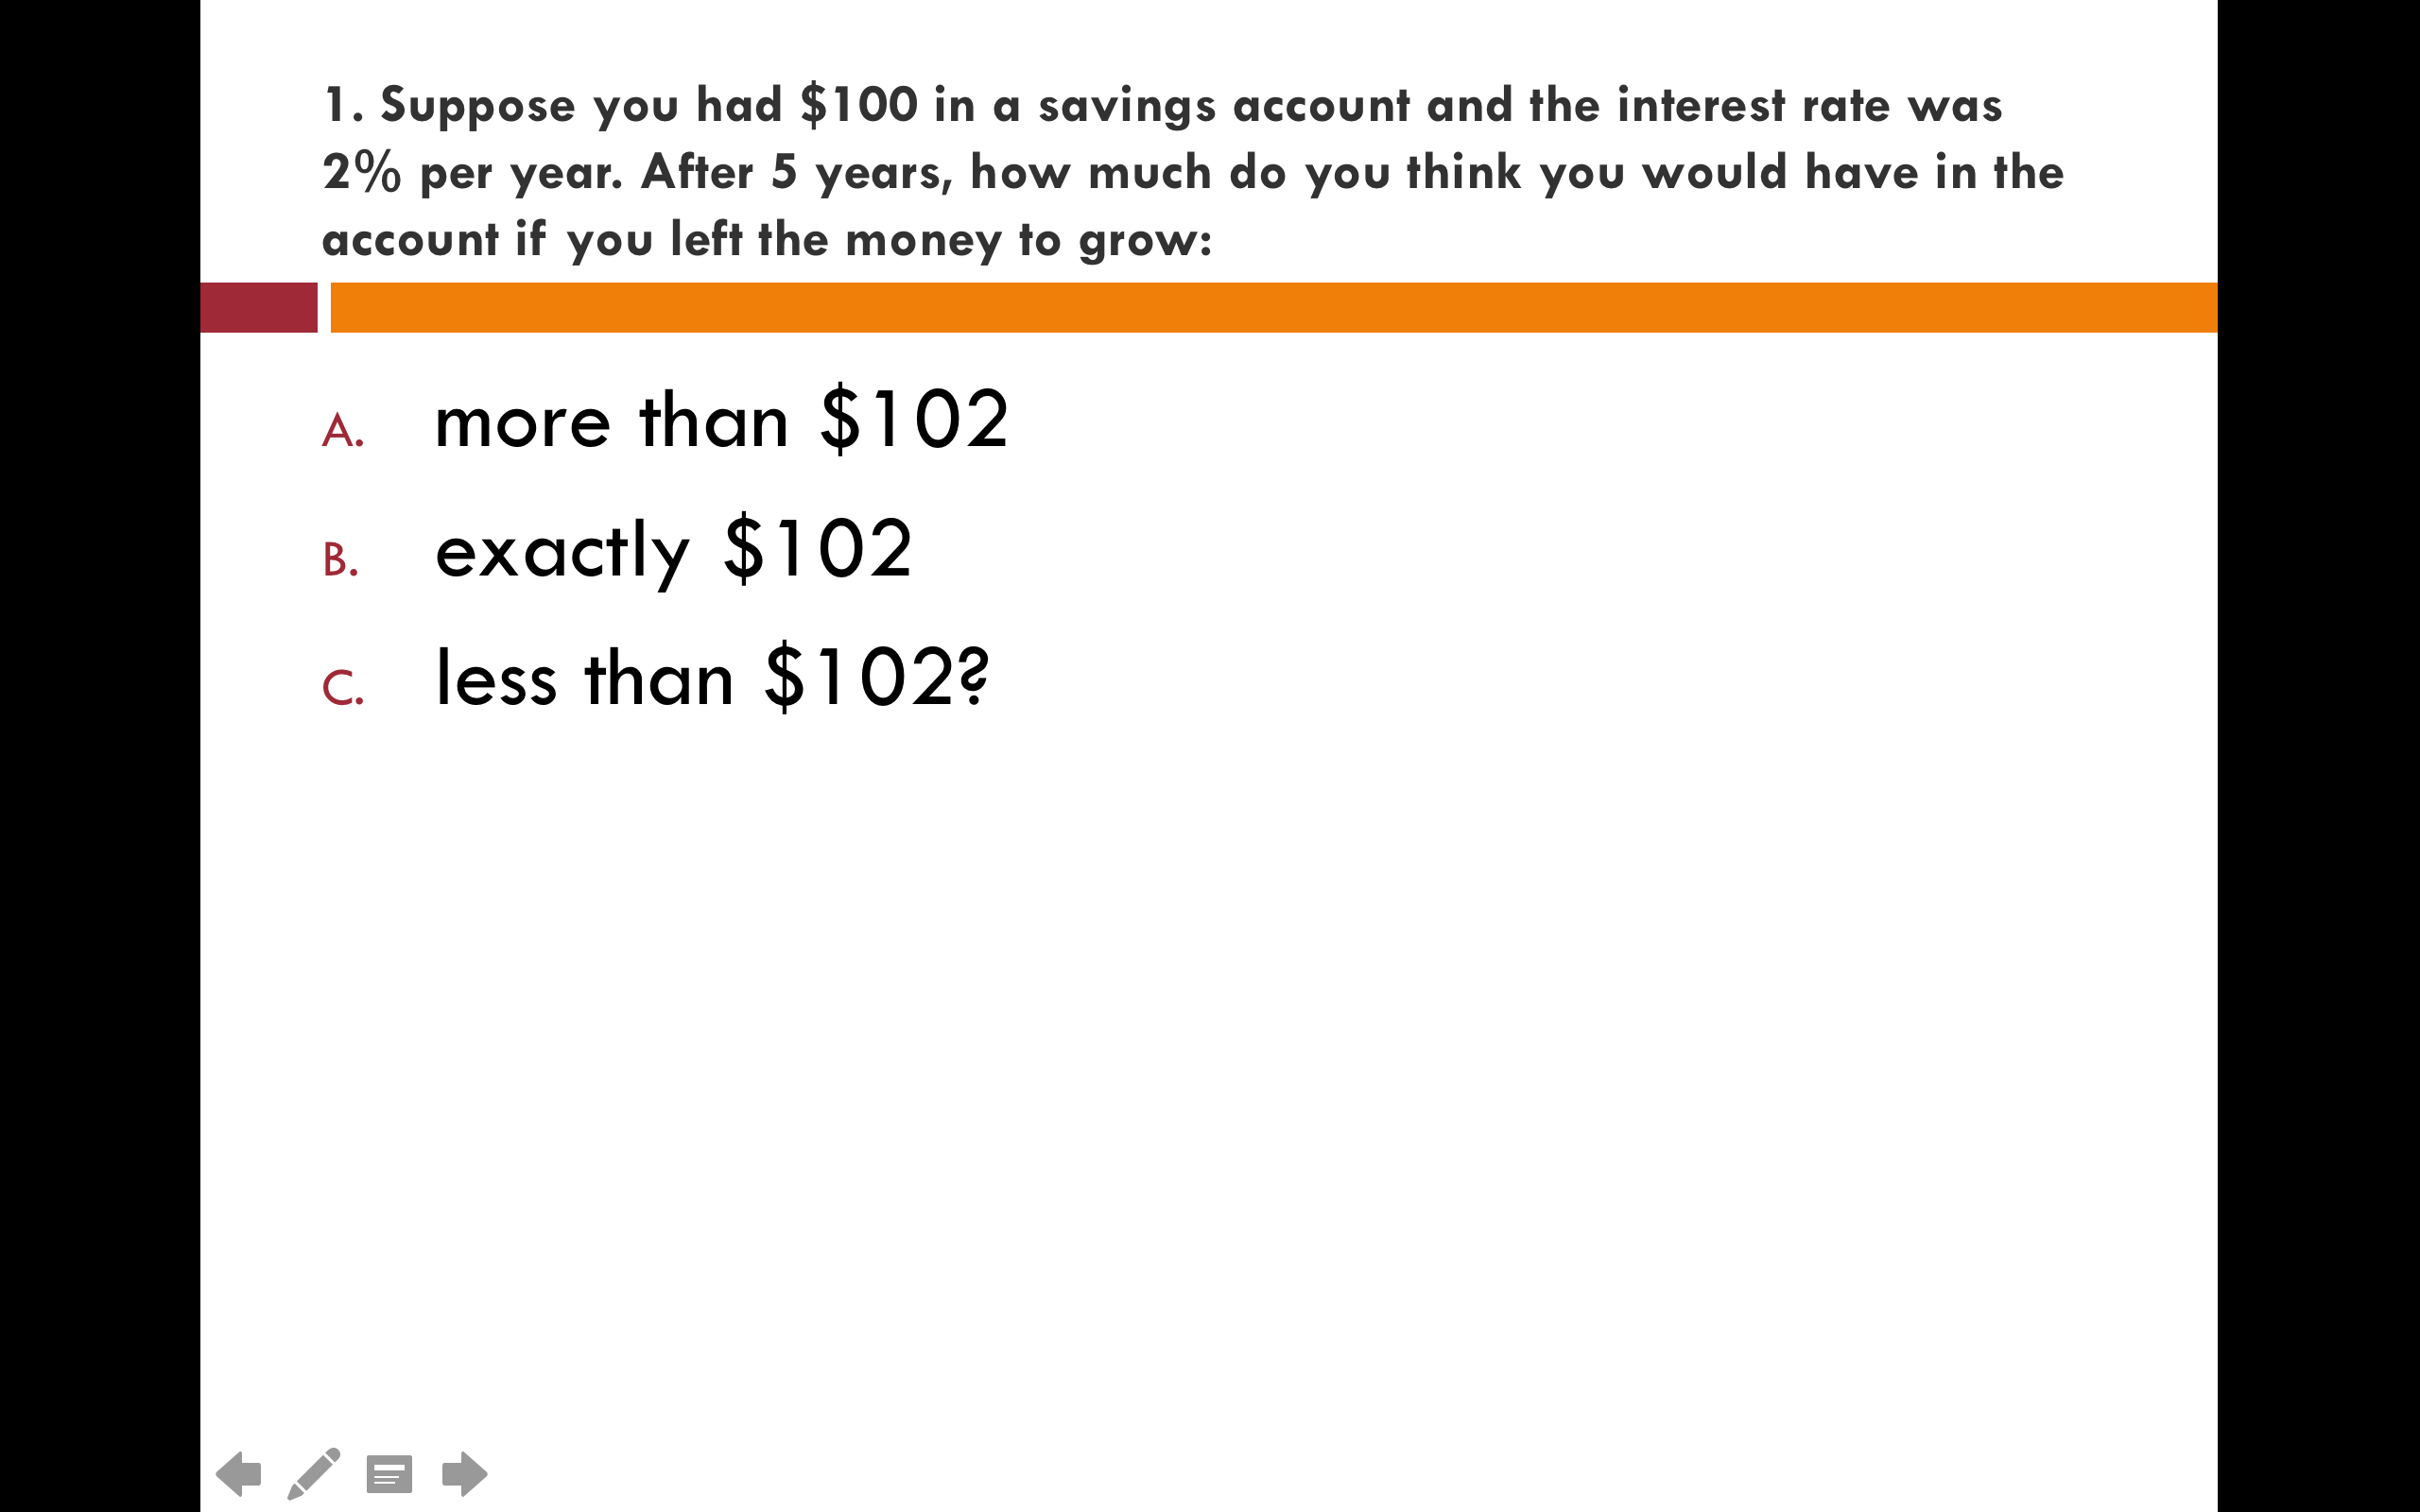 1. Suppose you had $100 in a savings account and the interest rate was
2% per year. After 5 years, how much do you think you would have in the
account if you left the money to grow:
A. more than $102
B. exactly $102
C. less than $102?